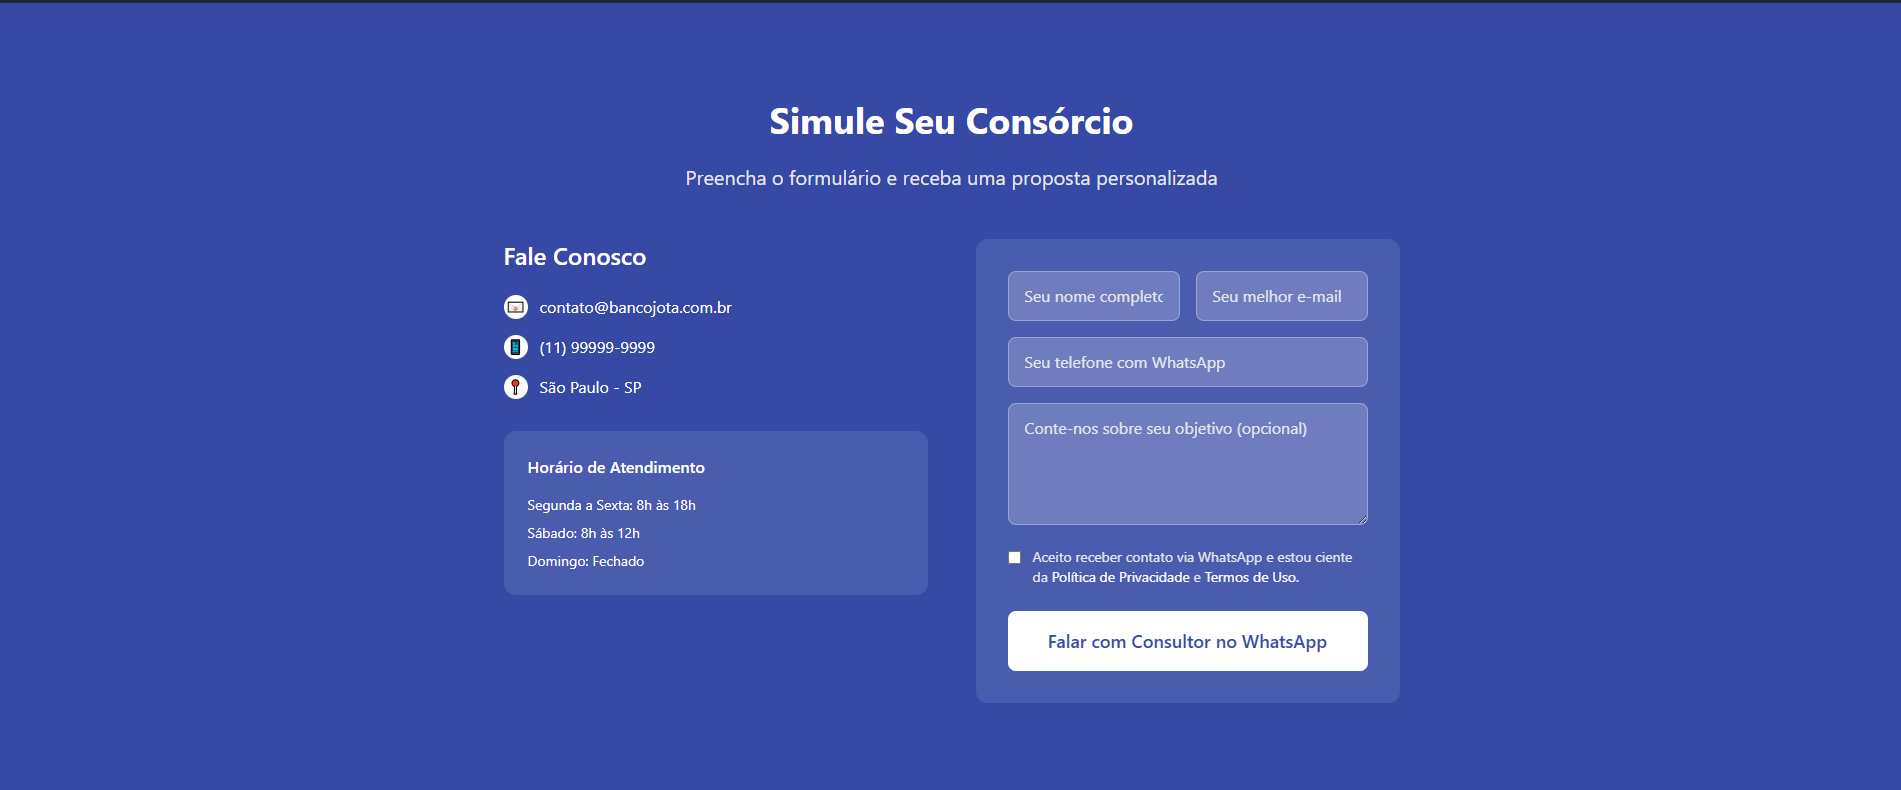 Simule Seu Consórcio
Preencha o formulário e receba uma proposta personalizada
Fale Conosco
contato@bancojota.com.br
(11) 99999-9999
São Paulo - SP
Horário de Atendimento
Segunda a Sexta: 8h às 18h
Sábado: 8h às 12h
Domingo: Fechado
Seu nome completo
Seu melhor e-mail
Seu telefone com WhatsApp
Conte-nos sobre seu objetivo (opcional)
Aceito receber contato via WhatsApp e estou ciente
da Política de Privacidade e Termos de Uso.
Falar com Consultor no WhatsApp